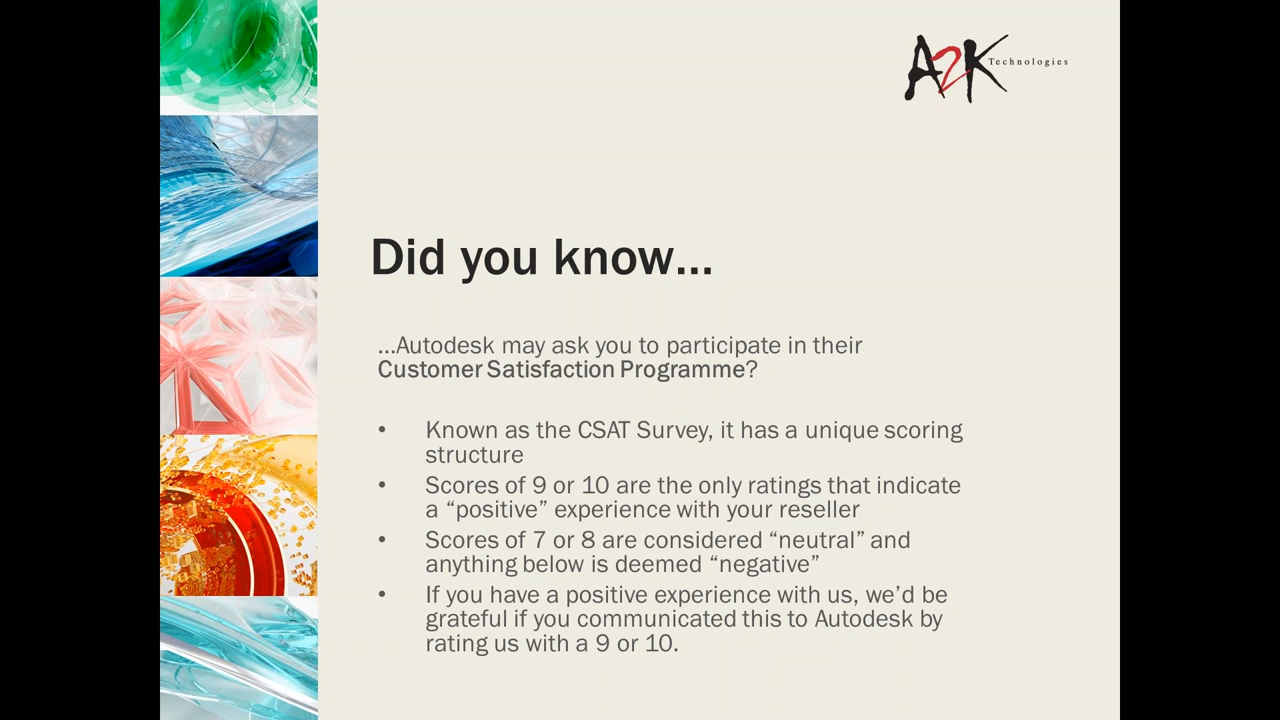 A2K Technologies
Did you know...
...Autodesk may ask you to participate in their
Customer Satisfaction Programme?
• Known as the CSAT Survey, it has a unique scoring
structure
• Scores of 9 or 10 are the only ratings that indicate
a “positive” experience with your reseller
• Scores of 7 or 8 are considered “neutral” and
anything below is deemed “negative”
• If you have a positive experience with us, we’d be
grateful if you communicated this to Autodesk by
rating us with a 9 or 10.